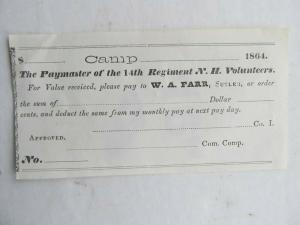 $ Camp 1864.
The Paymaster of the 14th Regiment N. H. Volunteers.
For Value received, please pay to W. A. FARR, SUTLER, or order
the sum of Dollar
cents, and deduct the same from my monthly pay at next pay day.
Co. I.
APPROVED,
Com. Comp.
No.